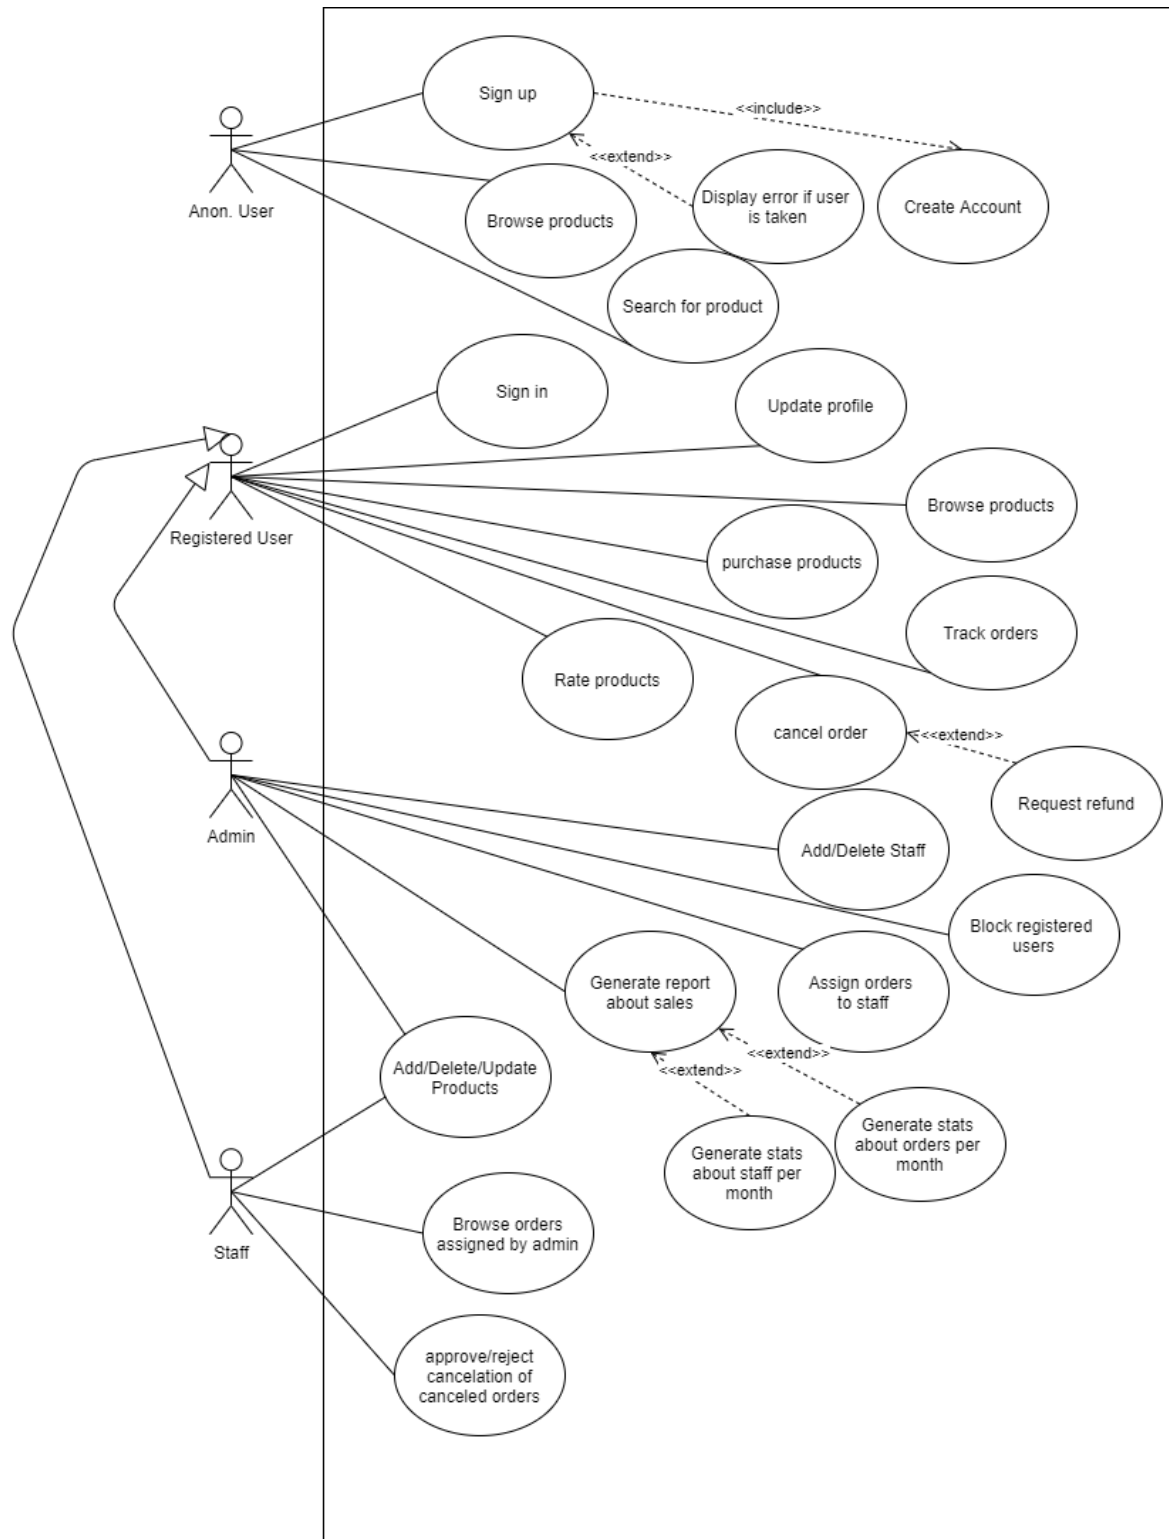 Sign up
<<include>>
<<extend>>
Anon. User
Display error if user
is taken
Create Account
Browse products
Search for product
Sign in
Update profile
Registered User
Browse products
purchase products
Track orders
Rate products
cancel order
<<extend>>
Request refund
Admin
Add/Delete Staff
Block registered
users
Generate report
about sales
Assign orders
to staff
<<extend>>
<<extend>>
Add/Delete/Update
Products
Generate stats
about orders per
month
Generate stats
about staff per
month
Staff
Browse orders
assigned by admin
approve/reject
cancelation of
canceled orders